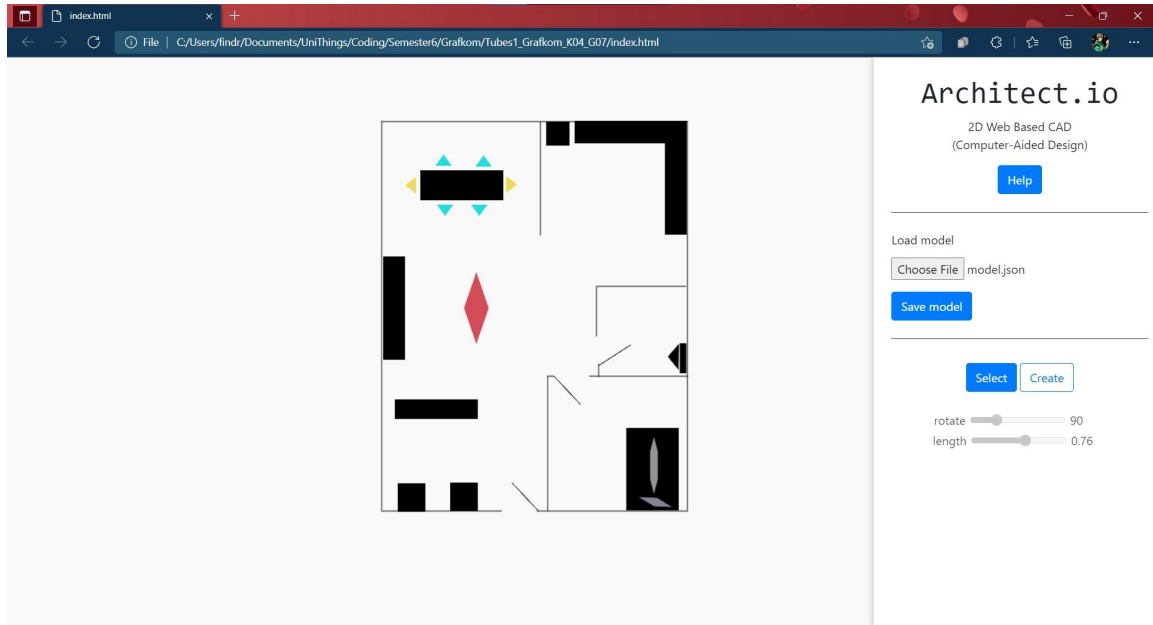 index.html
File
C:/Users/findr/Documents/UniThings/Coding/Semester6/Grafkom/Tubes1_Grafkom_K04_G07/index.html
Architect.io
2D Web Based CAD
(Computer-Aided Design)
Help
Load model
Choose File model.json
Save model
Select Create
rotate 90
length 0.76